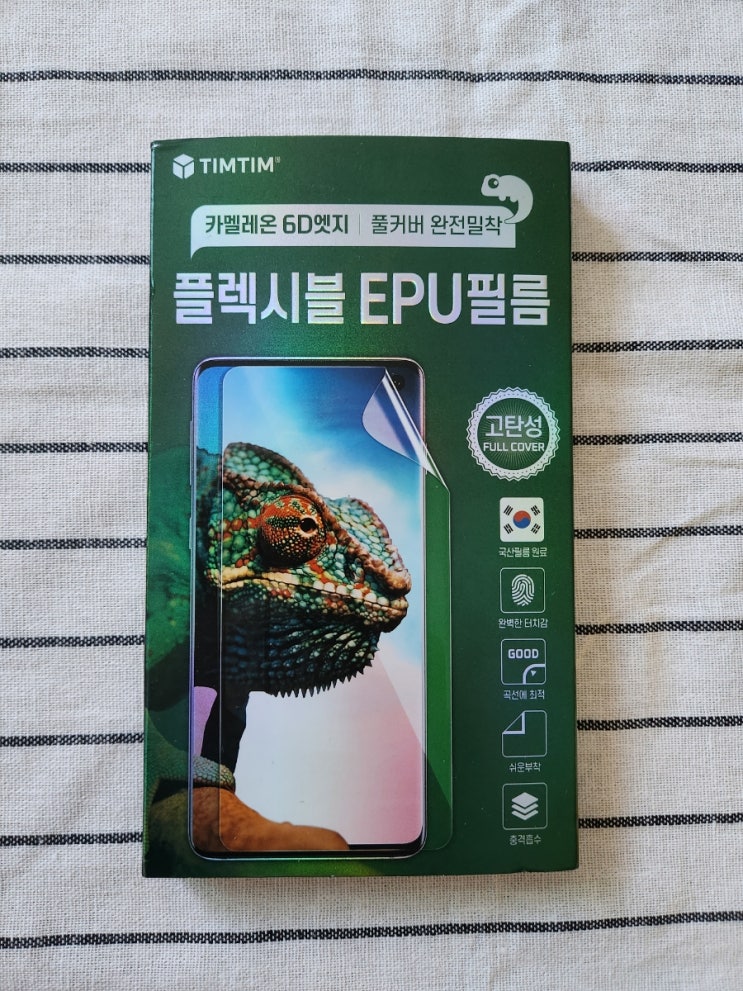 TIMTIM®
카멜레온 6D엣지 | 풀커버 완전밀착
플렉시블 EPU필름
고탄성
FULL COVER
국산필름 원료
완벽한 터치감
GOOD
곡선에 최적
쉬운부착
충격흡수